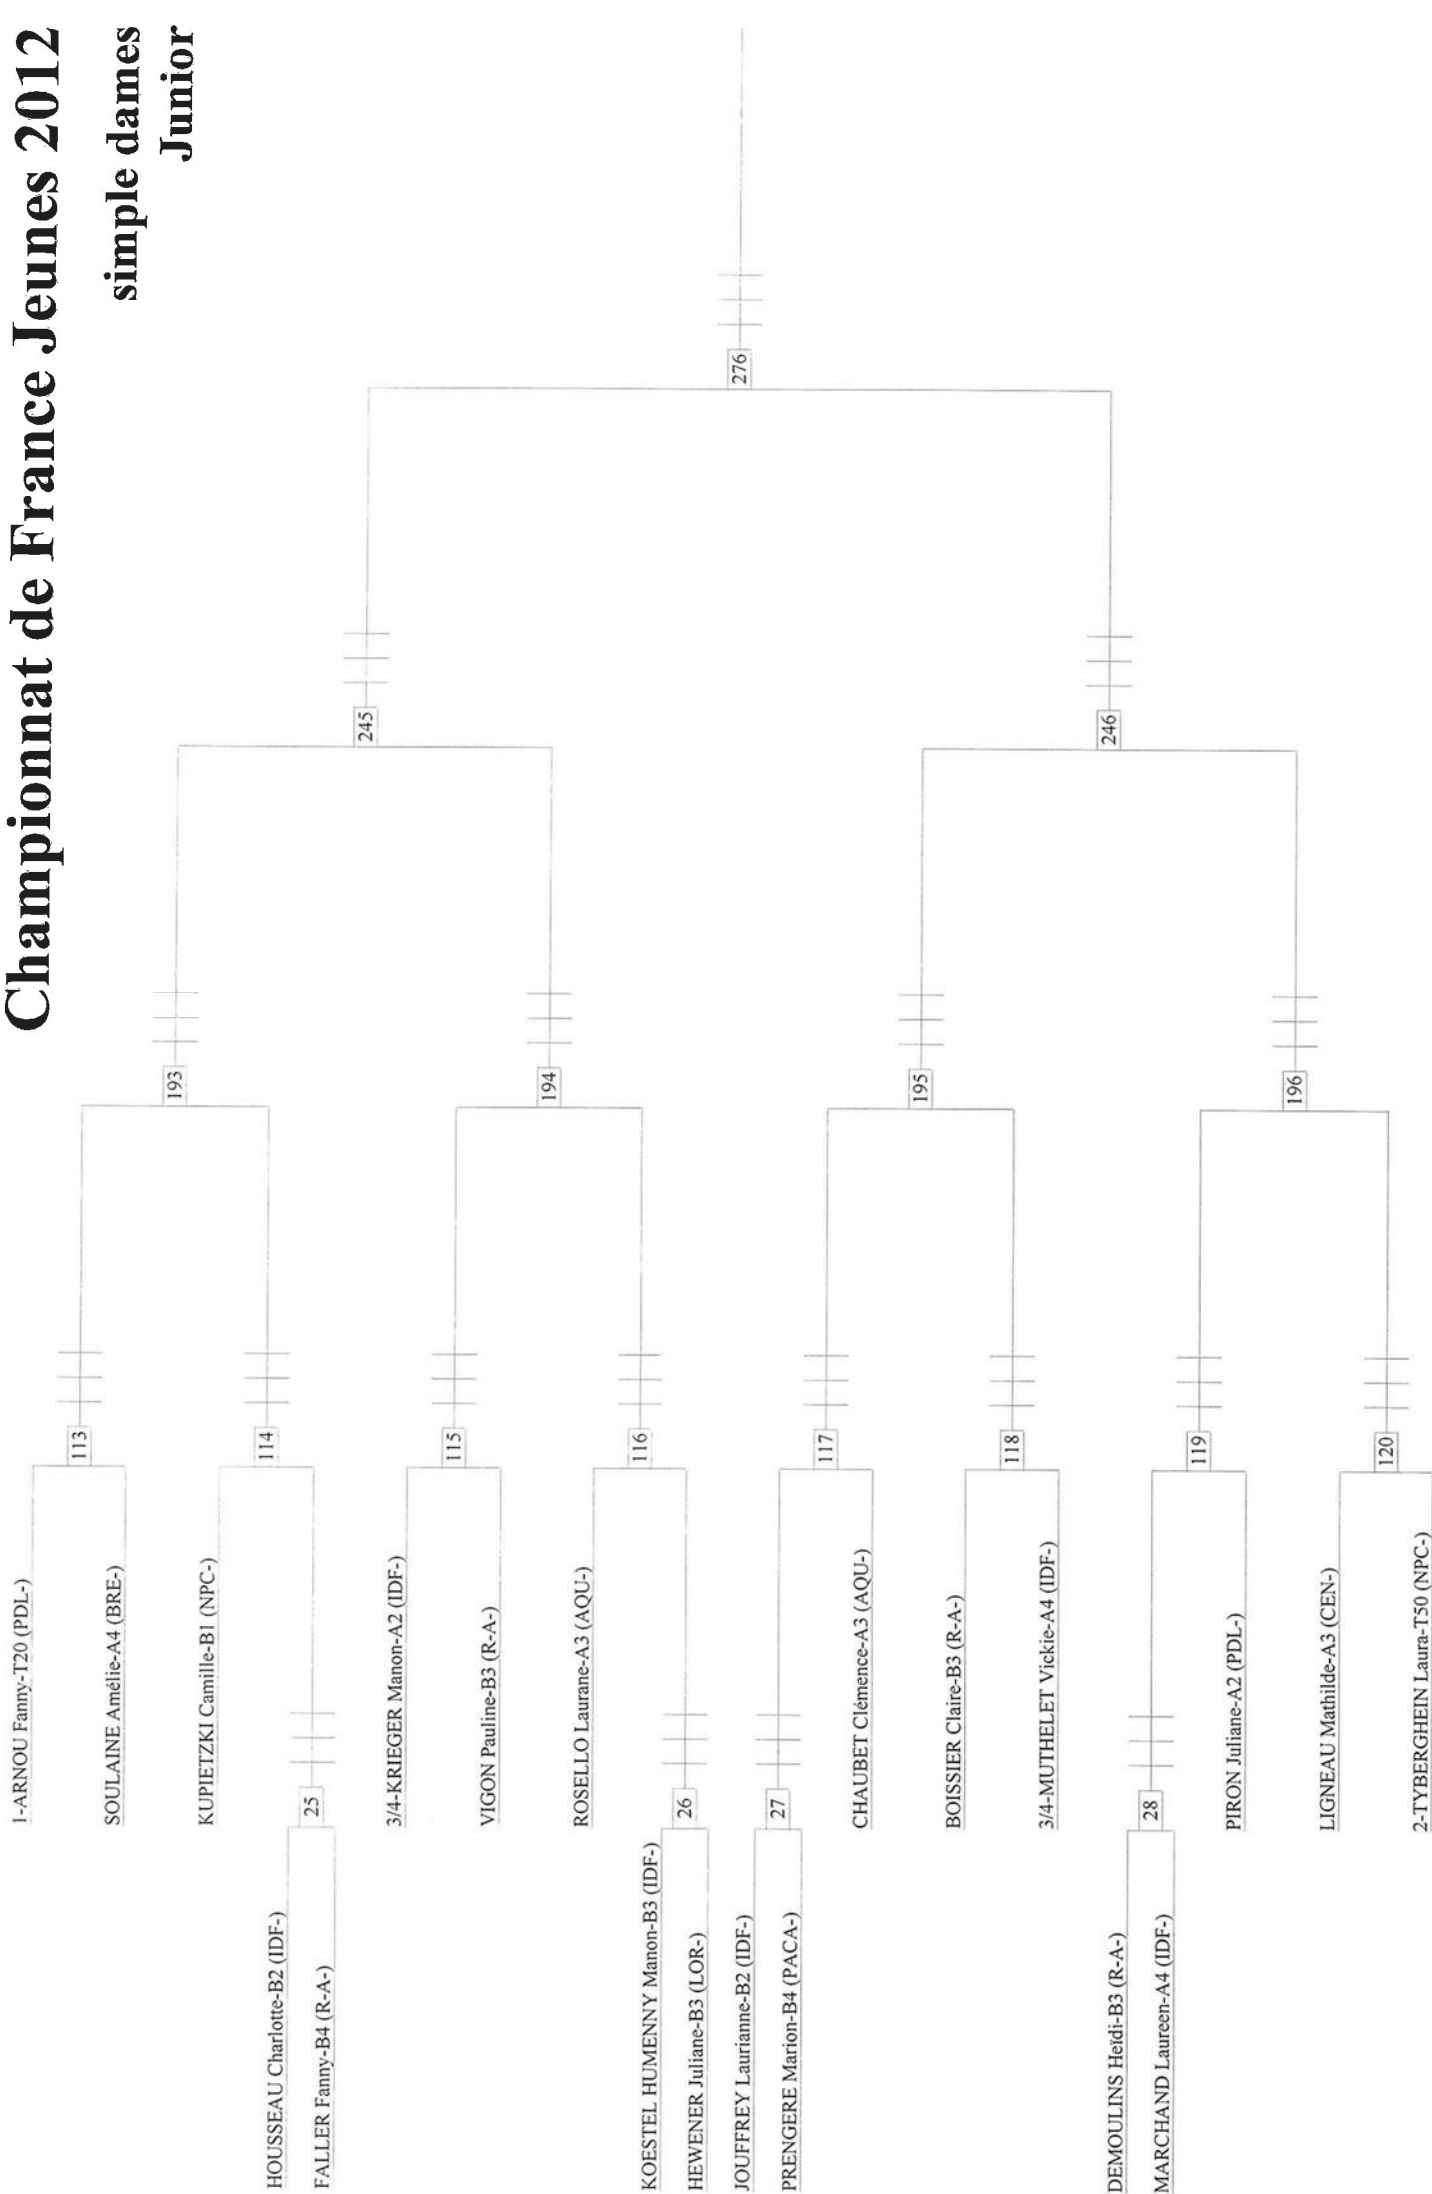 Championnat de France Jeunes 2012
simple dames
Junior
1-ARNOU Fanny-T20 (PDL-)
113
SOULAINE Amélie-A4 (BRE-)
193
KUPIETZKI Camille-B1 (NPC-)
114
HOUSSEAU Charlotte-B2 (IDF-)
25
FALLER Fanny-B4 (R-A-)
245
3/4-KRIEGER Manon-A2 (IDF-)
115
VIGON Pauline-B3 (R-A-)
194
ROSELLO Laurane-A3 (AQU-)
116
KOESTEL HUMENNY Manon-B3 (IDF-)
26
HEWENER Juliane-B3 (LOR-)
276
JOUFFREY Laurianne-B2 (IDF-)
27
PRENGERE Marion-B4 (PACA-)
117
CHAUBET Clémence-A3 (AQU-)
195
BOISSIER Claire-B3 (R-A-)
118
3/4-MUTHELET Vickie-A4 (IDF-)
246
DEMOULINS Heïdi-B3 (R-A-)
28
MARCHAND Laureen-A4 (IDF-)
119
PIRON Juliane-A2 (PDL-)
196
LIGNEAU Mathilde-A3 (CEN-)
120
2-TYBERGHEIN Laura-T50 (NPC-)